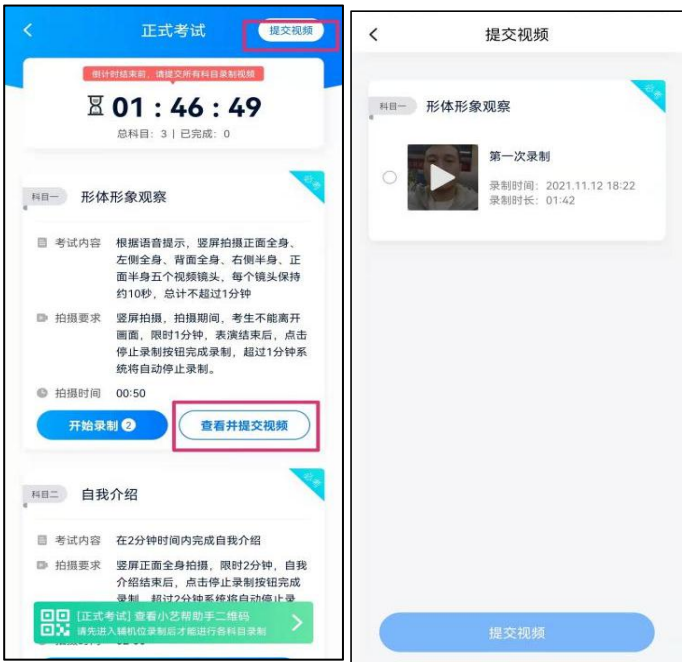 正式考试
提交视频
倒计时结束前，请提交所有科目录制视频
01：46：49
总科目：3 | 已完成：0
必考
科目一
形体形象观察
考试内容
根据语音提示，竖屏拍摄正面全身、
左侧全身、背面全身、右侧半身、正
面半身五个视频镜头，每个镜头保持
约10秒，总计不超过1分钟
拍摄要求
竖屏拍摄，拍摄期间、考生不能离开
画面，限时1分钟，表演结束后，点击
停止录制按钮完成录制，超过1分钟系
统将自动停止录制。
拍摄时间
00:50
开始录制 2
查看并提交视频
必考
科目二
自我介绍
考试内容
在2分钟时间内完成自我介绍
拍摄要求
竖屏正面全身拍摄，限时2分钟，自我
介绍结束后，点击停止录制按钮完成
录制，超过2分钟系统将自动停止录
[正式考试] 查看小艺帮助手二维码
请先进入辅机位录制后才能进行各科目录制
提交视频
必考
科目一
形体形象观察
第一次录制
录制时间：2021.11.12 18:22
录制时长：01:42
提交视频